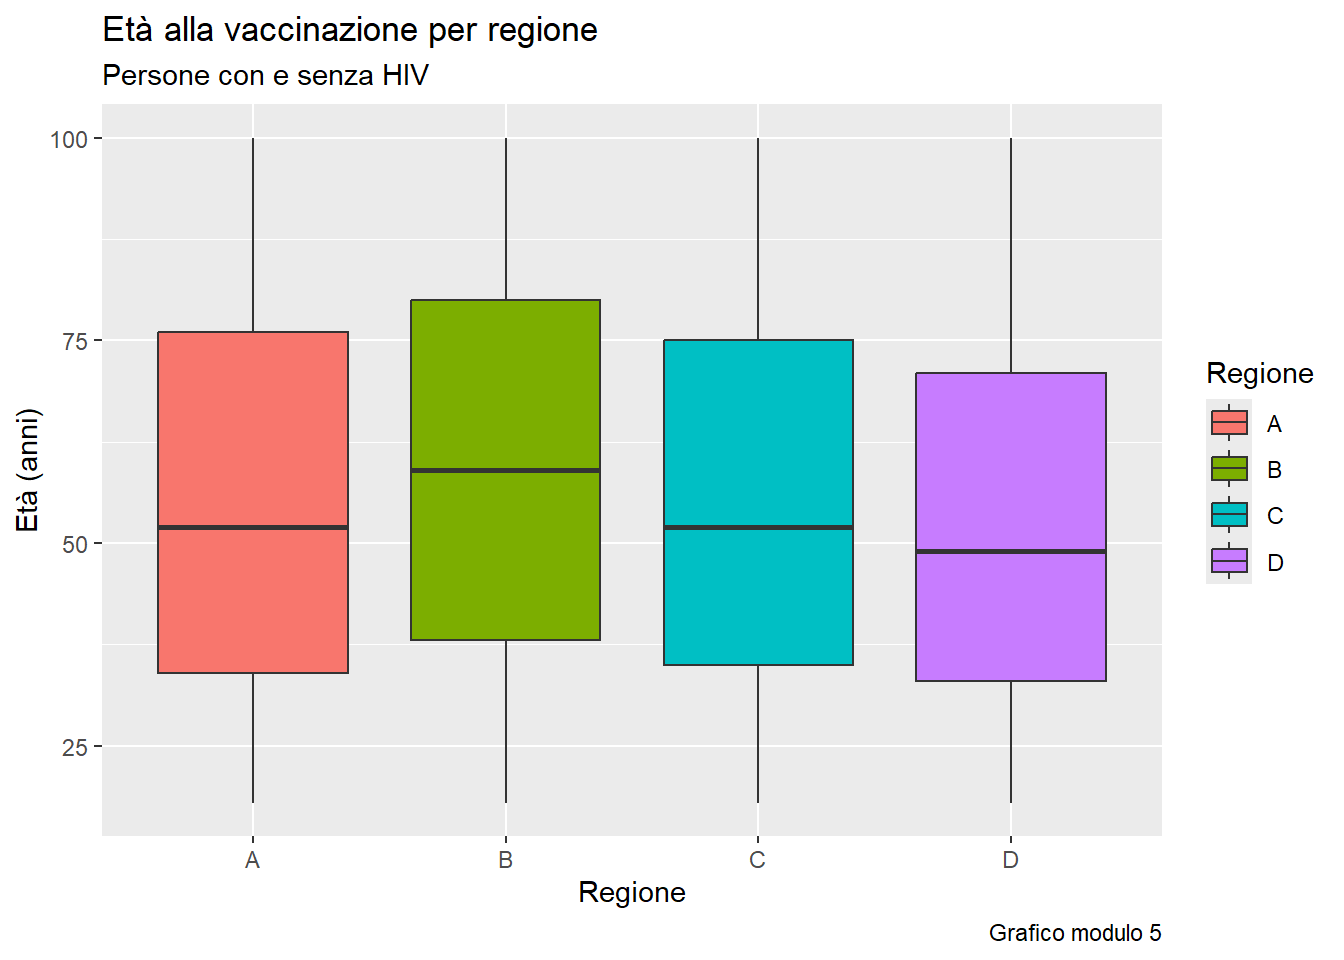 Età alla vaccinazione per regione
Persone con e senza HIV
Età (anni)
100
75
50
25
A
B
C
D
Regione
Regione
A
B
C
D
Grafico modulo 5